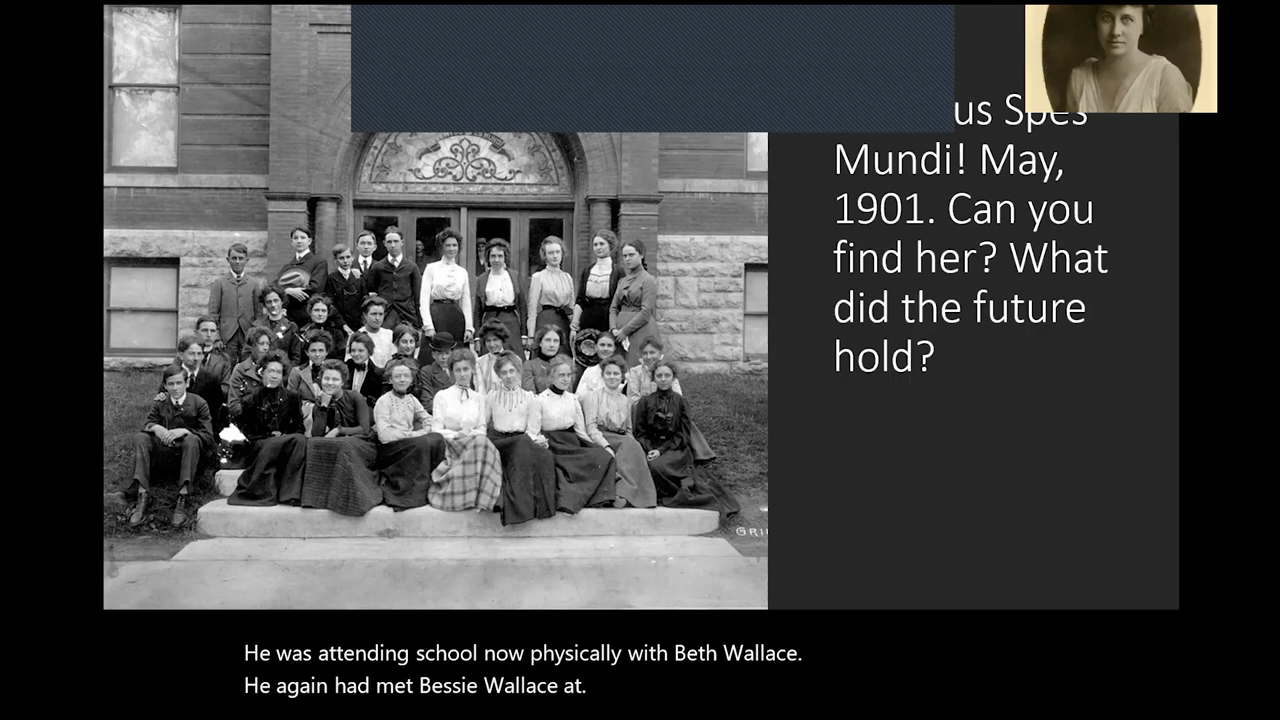 us Spes
Mundi! May,
1901. Can you
find her? What
did the future
hold?
GRI
He was attending school now physically with Beth Wallace.
He again had met Bessie Wallace at.